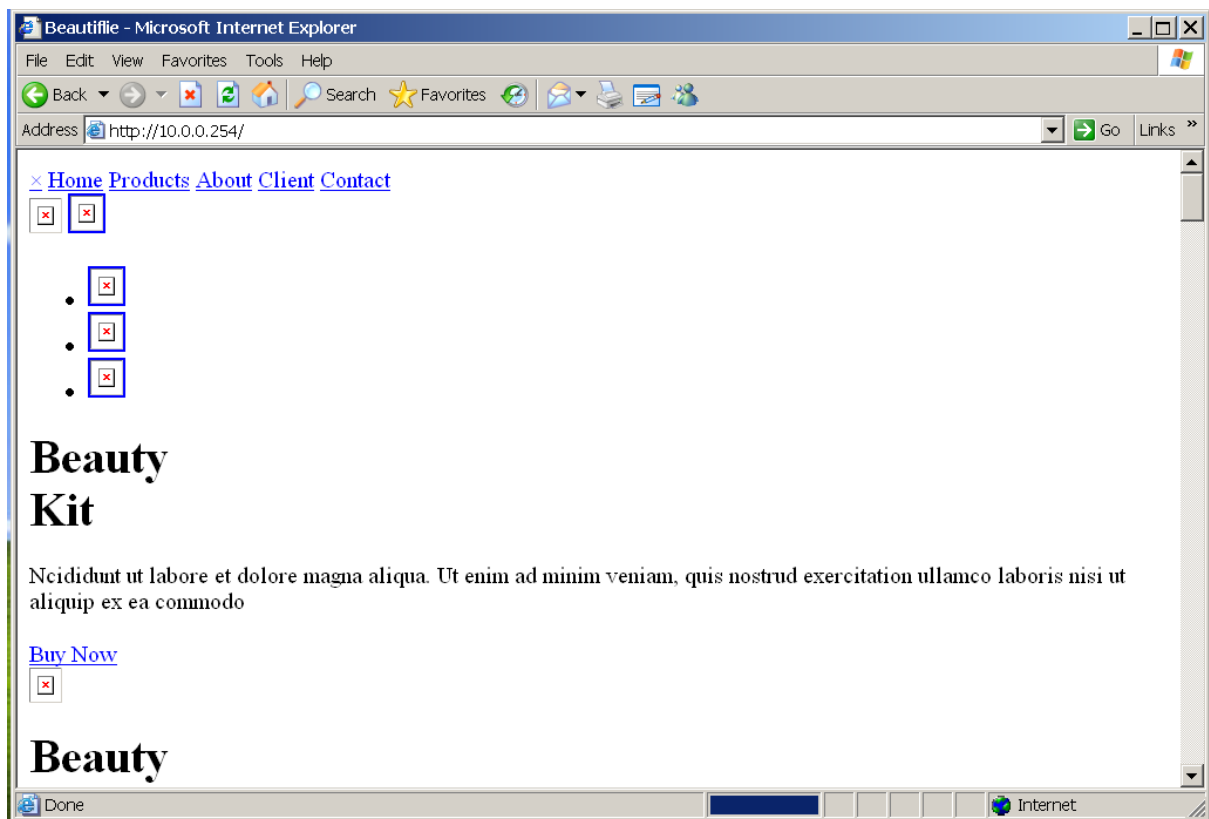 Beautiflie - Microsoft Internet Explorer
File Edit View Favorites Tools Help
Back Search Favorites
Address http://10.0.0.254/ Go Links »
× Home Products About Client Contact
Beauty
Kit
Ncididunt ut labore et dolore magna aliqua. Ut enim ad minim veniam, quis nostrud exercitation ullamco laboris nisi ut
aliquip ex ea commodo
Buy Now
Beauty
Done Internet